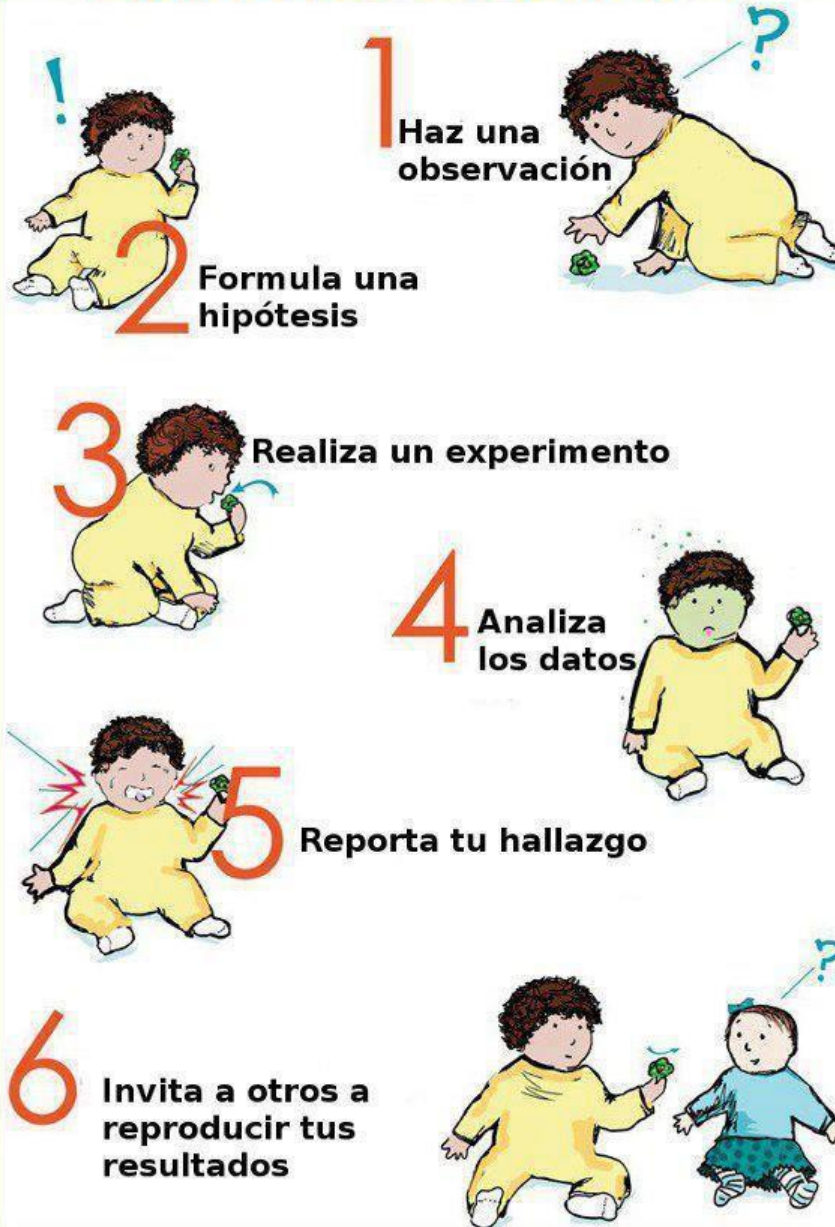 ?
1
Haz una
observación
!
2
Formula una
hipótesis
3
Realiza un experimento
4
Analiza
los datos
5
Reporta tu hallazgo
?
6
Invita a otros a
reproducir tus
resultados